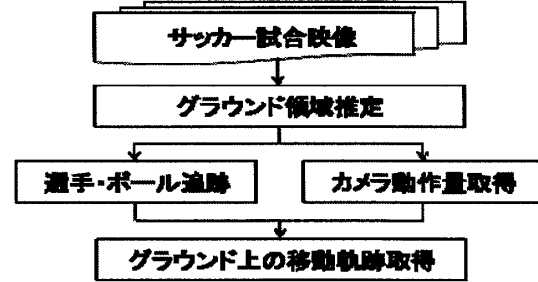 サッカー試合映像
グラウンド領域推定
選手・ボール追跡
カメラ動作量取得
グラウンド上の移動軌跡取得